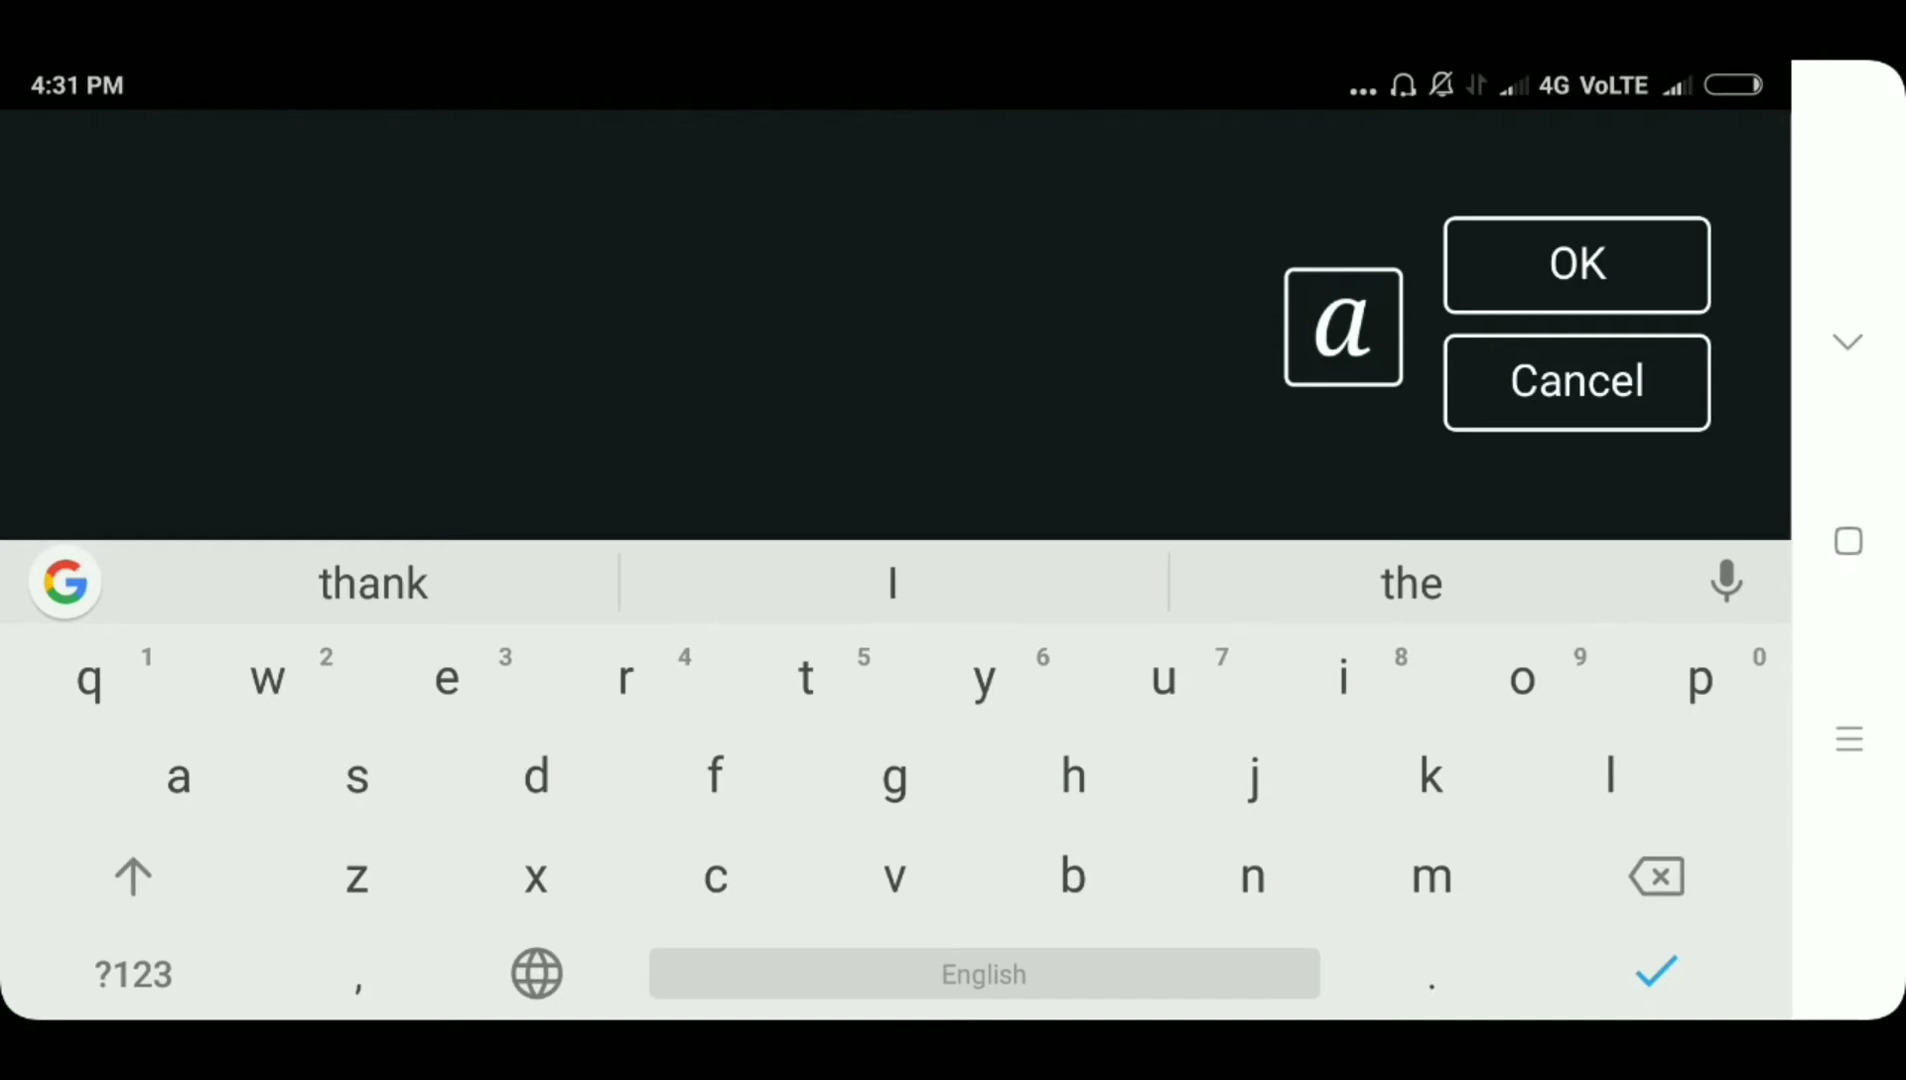 4:31 PM
... 4G VoLTE
OK
a
Cancel
G thank I the
q 1 w 2 e 3 r 4 t 5 y 6 u 7 i 8 o 9 p 0
a s d f g h j k l
z x c v b n m
?123 , English .